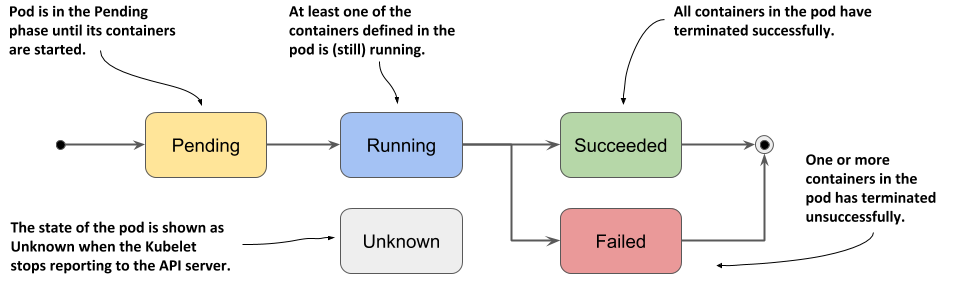 Pod is in the Pending
phase until its containers
are started.
At least one of the
containers defined in the
pod is (still) running.
All containers in the pod have
terminated successfully.
Pending
Running
Succeeded
One or more
containers in the
pod has terminated
unsuccessfully.
The state of the pod is shown as
Unknown when the Kubelet
stops reporting to the API server.
Unknown
Failed